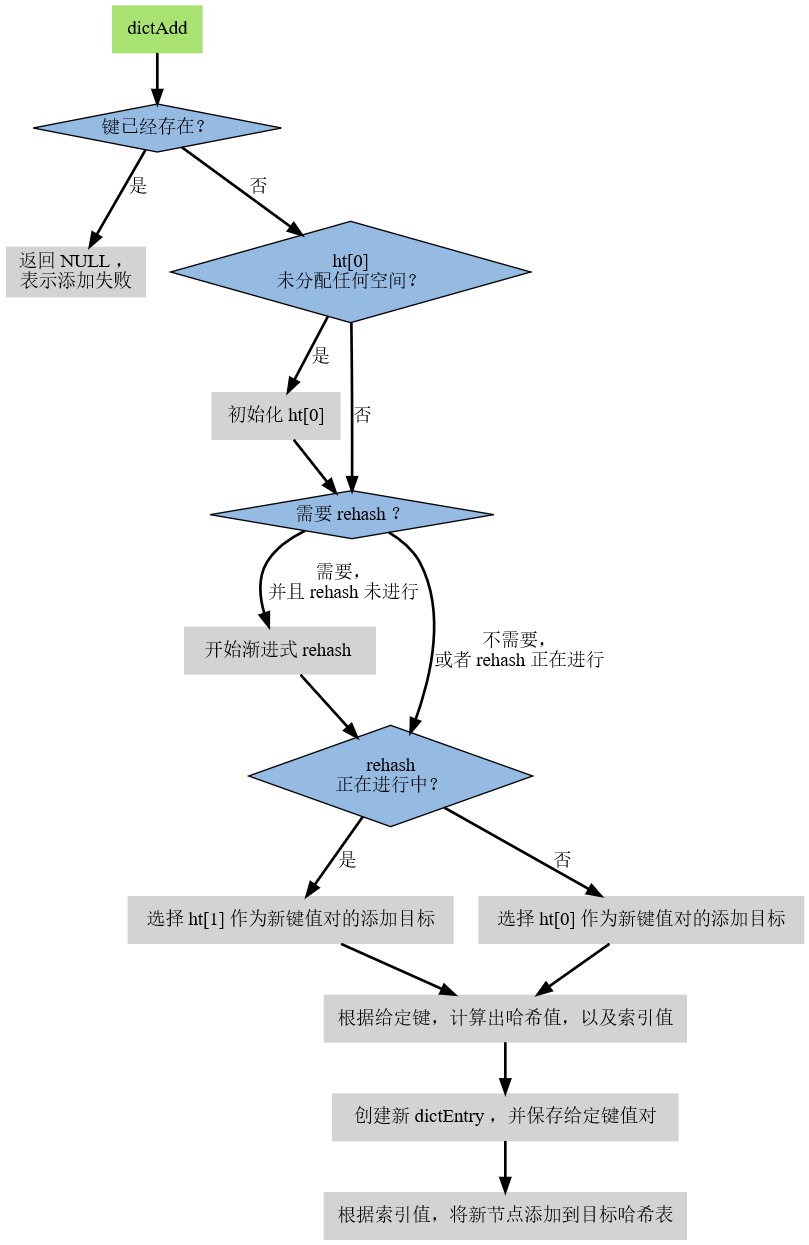 dictAdd
键已经存在？
是
否
返回 NULL ，
表示添加失败
ht[0]
未分配任何空间？
是
否
初始化 ht[0]
需要 rehash ？
需要，
并且 rehash 未进行
不需要，
或者 rehash 正在进行
开始渐进式 rehash
rehash
正在进行中？
是
否
选择 ht[1] 作为新键值对的添加目标
选择 ht[0] 作为新键值对的添加目标
根据给定键，计算出哈希值，以及索引值
创建新 dictEntry ，并保存给定键值对
根据索引值，将新节点添加到目标哈希表